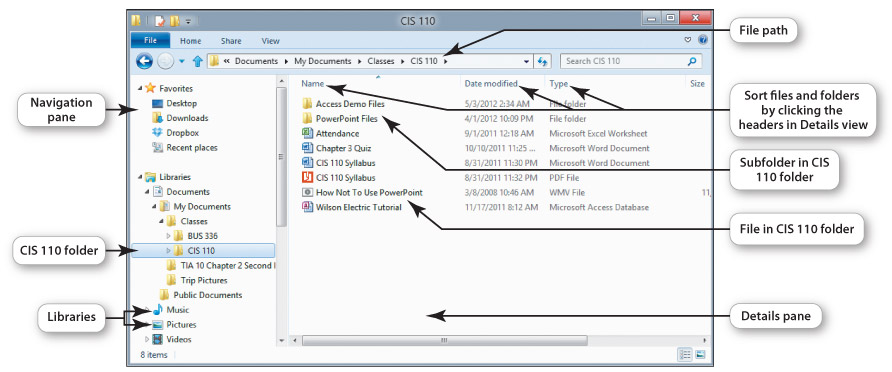 CIS 110
File Home Share View
« Documents My Documents Classes CIS 110
Search CIS 110
File path
Navigation
pane
Favorites
Desktop
Downloads
Dropbox
Recent places
Libraries
Documents
My Documents
Classes
BUS 336
CIS 110
TIA 10 Chapter 2 Second
Trip Pictures
Public Documents
Music
Pictures
Videos
8 items
CIS 110 folder
Libraries
Name Date modified Type Size
Access Demo Files 5/3/2012 2:34 AM File folder
PowerPoint Files 4/1/2012 10:09 PM File folder
Attendance 9/1/2011 12:18 AM Microsoft Excel Worksheet
Chapter 3 Quiz 10/10/2011 11:25 ... Microsoft Word Document
CIS 110 Syllabus 8/31/2011 11:30 PM Microsoft Word Document
CIS 110 Syllabus 8/31/2011 11:32 PM PDF File
How Not To Use PowerPoint 3/8/2008 10:46 AM WMV File 11,
Wilson Electric Tutorial 11/17/2011 8:12 AM Microsoft Access Database
Sort files and folders
by clicking the
headers in Details view
Subfolder in CIS
110 folder
File in CIS 110 folder
Details pane